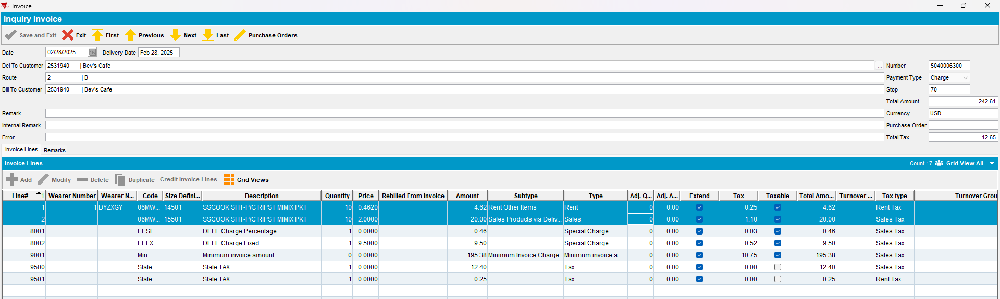 Invoice
Inquiry Invoice
Save and Exit Exit First Previous Next Last Purchase Orders
Date 02/28/2025 16 Delivery Date Feb 28, 2025
Del To Customer 2531940 | Bev's Cafe ... Number 5040006300
Route 2 | B Payment Type Charge
Bill To Customer 2531940 | Bev's Cafe Stop 70
Total Amount 242.61
Remark Currency USD
Internal Remark Purchase Order
Error Total Tax 12.65
Invoice Lines Remarks
Invoice Lines Count : 7 Grid View All
Add Modify Delete Duplicate Credit Invoice Lines Grid Views
Line# 1 Wearer Number Wearer N... Code Size Defini... Description Quantity Price Rebilled From Invoice Amount Subtype Type Adj. Q... Adj. A... Extend Tax Taxable Total Amo... Turnover ... Tax type Turnover Grou
1 1 DYZXGY 06MW... 14501 SSCOOK SHT-P/C RIPST MIMIX PKT 10 0.4620 4.62 Rent Other Items Rent 0 0.00 0.25 4.62 Rent Tax
2 06MW... 15501 SSCOOK SHT-P/C RIPST MIMIX PKT 10 2.0000 20.00 Sales Products via Deliv... Sales 0 0.00 1.10 20.00 Sales Tax
8001 EESL DEFE Charge Percentage 1 0.0000 0.46 Special Charge 0 0.00 0.03 0.46 Sales Tax
8002 EEFX DEFE Charge Fixed 1 9.5000 9.50 Special Charge 0 0.00 0.52 9.50 Sales Tax
9001 Min Minimum invoice amount 0 0.0000 195.38 Minimum Invoice Charge Minimum invoice a... 0 0.00 10.75 195.38 Sales Tax
9500 State State TAX 1 0.0000 12.40 Tax 0 0.00 0.00 12.40 Sales Tax
9501 State State TAX 1 0.0000 0.25 Tax 0 0.00 0.00 0.25 Rent Tax